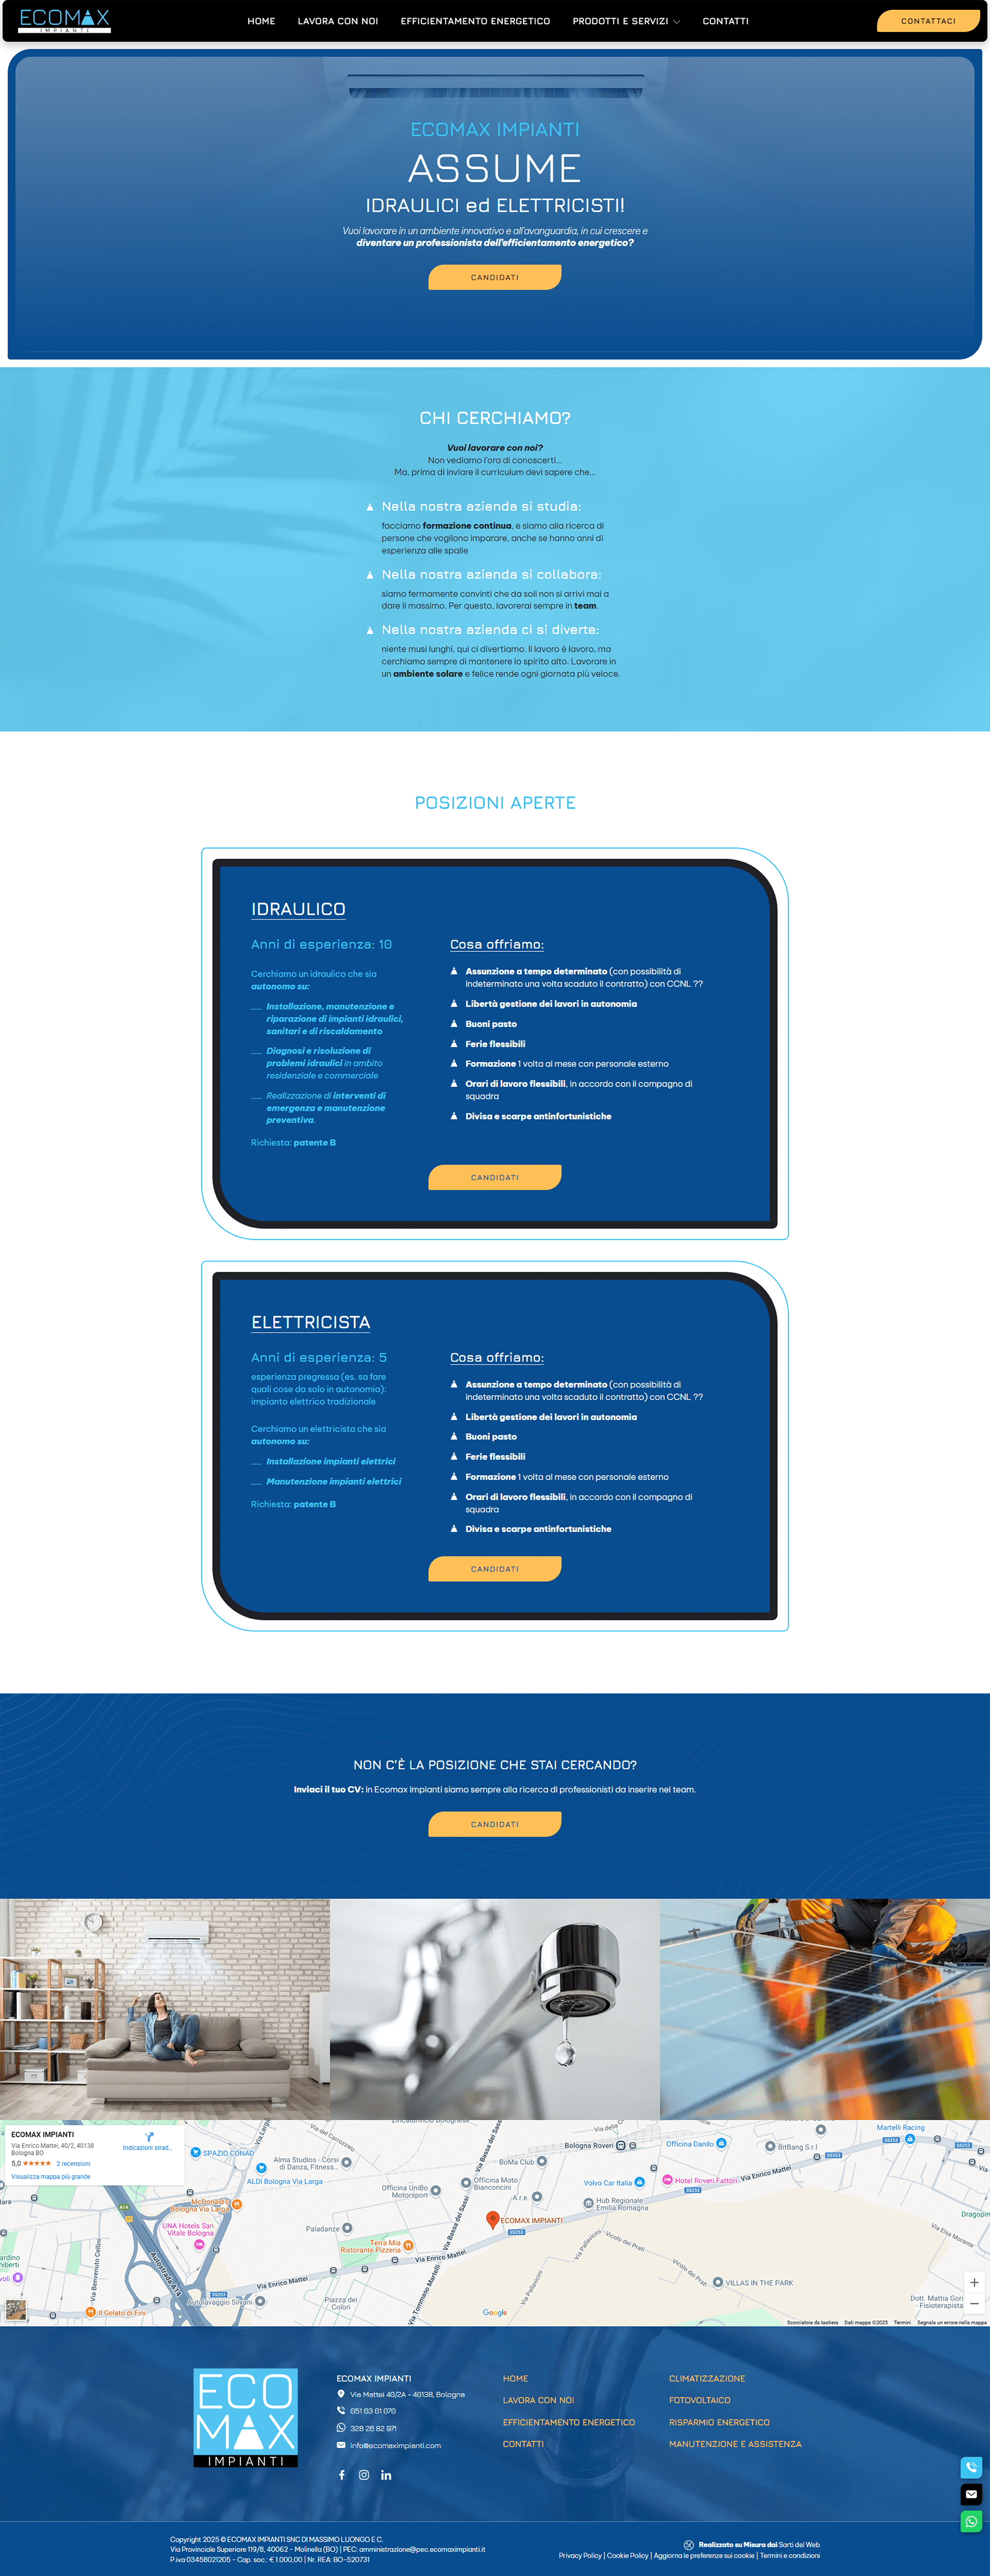 ECOMAX
IMPIANTI
HOME
LAVORA CON NOI
EFFICIENTAMENTO ENERGETICO
PRODOTTI E SERVIZI
CONTATTI
CONTATTACI
ECOMAX IMPIANTI
ASSUME
IDRAULICI ed ELETTRICISTI!
Vuoi lavorare in un ambiente innovativo e all'avanguardia, in cui crescere e
diventare un professionista dell'efficientamento energetico?
CANDIDATI
CHI CERCHIAMO?
Vuoi lavorare con noi?
Non vediamo l'ora di conoscerti...
Ma, prima di inviare il curriculum devi sapere che...
Nella nostra azienda si studia:
facciamo formazione continua, e siamo alla ricerca di
persone che vogliono imparare, anche se hanno anni di
esperienza alle spalle
Nella nostra azienda si collabora:
siamo fermamente convinti che da soli non si arrivi mai a
dare il massimo. Per questo, lavorerai sempre in team.
Nella nostra azienda ci si diverte:
niente musi lunghi, qui ci divertiamo. Il lavoro è lavoro, ma
cerchiamo sempre di mantenere lo spirito alto. Lavorare in
un ambiente solare e felice rende ogni giornata più veloce.
POSIZIONI APERTE
IDRAULICO
Anni di esperienza: 10
Cerchiamo un idraulico che sia
autonomo su:
Installazione, manutenzione e
riparazione di impianti idraulici,
sanitari e di riscaldamento
Diagnosi e risoluzione di
problemi idraulici in ambito
residenziale e commerciale
Realizzazione di interventi di
emergenza e manutenzione
preventiva.
Richiesta: patente B
Cosa offriamo:
Assunzione a tempo determinato (con possibilità di
indeterminato una volta scaduto il contratto) con CCNL ??
Libertà gestione dei lavori in autonomia
Buoni pasto
Ferie flessibili
Formazione 1 volta al mese con personale esterno
Orari di lavoro flessibili, in accordo con il compagno di
squadra
Divisa e scarpe antinfortunistiche
CANDIDATI
ELETTRICISTA
Anni di esperienza: 5
esperienza pregressa (es. sa fare
quali cose da solo in autonomia):
impianto elettrico tradizionale
Cerchiamo un elettricista che sia
autonomo su:
Installazione impianti elettrici
Manutenzione impianti elettrici
Richiesta: patente B
Cosa offriamo:
Assunzione a tempo determinato (con possibilità di
indeterminato una volta scaduto il contratto) con CCNL ??
Libertà gestione dei lavori in autonomia
Buoni pasto
Ferie flessibili
Formazione 1 volta al mese con personale esterno
Orari di lavoro flessibili, in accordo con il compagno di
squadra
Divisa e scarpe antinfortunistiche
CANDIDATI
NON C'È LA POSIZIONE CHE STAI CERCANDO?
Inviaci il tuo CV: in Ecomax Impianti siamo sempre alla ricerca di professionisti da inserire nel team.
CANDIDATI
ECOMAX IMPIANTI
Via Enrico Mattei, 40/2, 40138
Bologna BO
5,0 2 recensioni
Visualizza mappa più grande
Indicazioni strad...
SPAZIO CONAD
ALDI Bologna Via Larga
Via del Carrozzaio
Alma Studios - Corsi
di Danza, Fitness...
Officina UniBo
Motorsport
BoMa Club
Officina Moto
Bianconcini
A.r.e.
Via Bassa dei Sassi
Bologna Roveri
Officina Danilo
Volvo Car Italia
Hotel Roveri Fattori
Hub Regionale
Emilia Romagna
BitBang S.r.l
Martelli Racing
SS253
Via Enrico Mattei
McDonald's
Bologna Via Larga
UNA Hotels San
Vitale Bologna
Paladanze
Terra Mia
Ristorante Pizzeria
ECOMAX IMPIANTI
Via Enrico Mattei
Via Benvenuto Cellini
Autostrada A14
A14
Autolavaggio Silvani
Il Gelato di Fini
Piazza dei
Colori
Via Tommaso Martelli
Via Pallavicini
Vicolo dei Prati
VILLAS IN THE PARK
Via Elisa Morante
Dott. Mattia Gori
- Fisioterapista
Google
Scorciatoie da tastiera
Dati mappa ©2025
Termini
Segnala un errore nella mappa
ECO
MAX
IMPIANTI
ECOMAX IMPIANTI
Via Mattei 40/2A - 40138, Bologna
051 03 01 070
328 26 82 971
info@ecomaximpianti.com
HOME
LAVORA CON NOI
EFFICIENTAMENTO ENERGETICO
CONTATTI
CLIMATIZZAZIONE
FOTOVOLTAICO
RISPARMIO ENERGETICO
MANUTENZIONE E ASSISTENZA
Copyright 2025 © ECOMAX IMPIANTI SNC DI MASSIMO LUONGO E C.
Via Provinciale Superiore 119/8, 40062 - Molinella (BO) | PEC: amministrazione@pec.ecomaximpianti.it
P.iva 03458021205 - Cap. soc.: € 1.000,00 | Nr. REA: BO-520731
Realizzato su Misura dai Sarti del Web
Privacy Policy | Cookie Policy | Aggiorna le preferenze sui cookie | Termini e condizioni